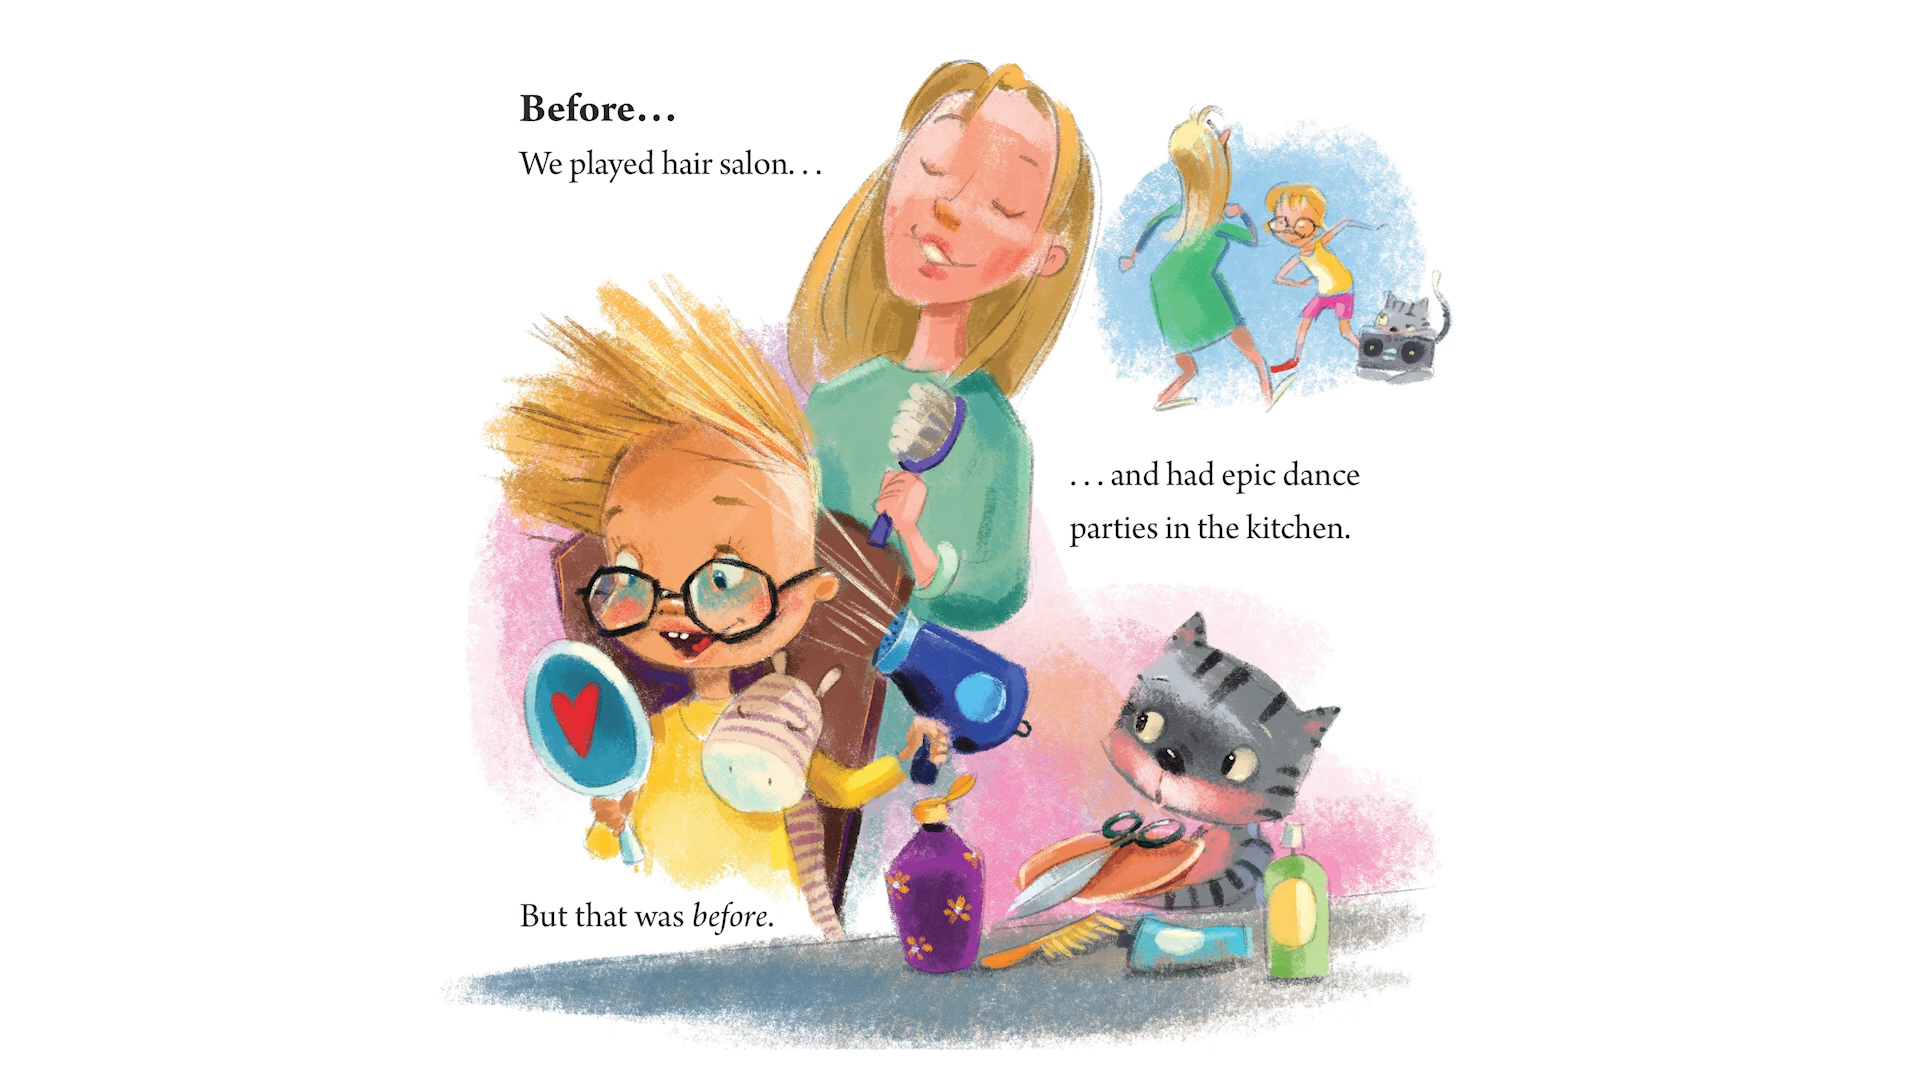 Before...
We played hair salon. . .
. . . and had epic dance
parties in the kitchen.
But that was before.